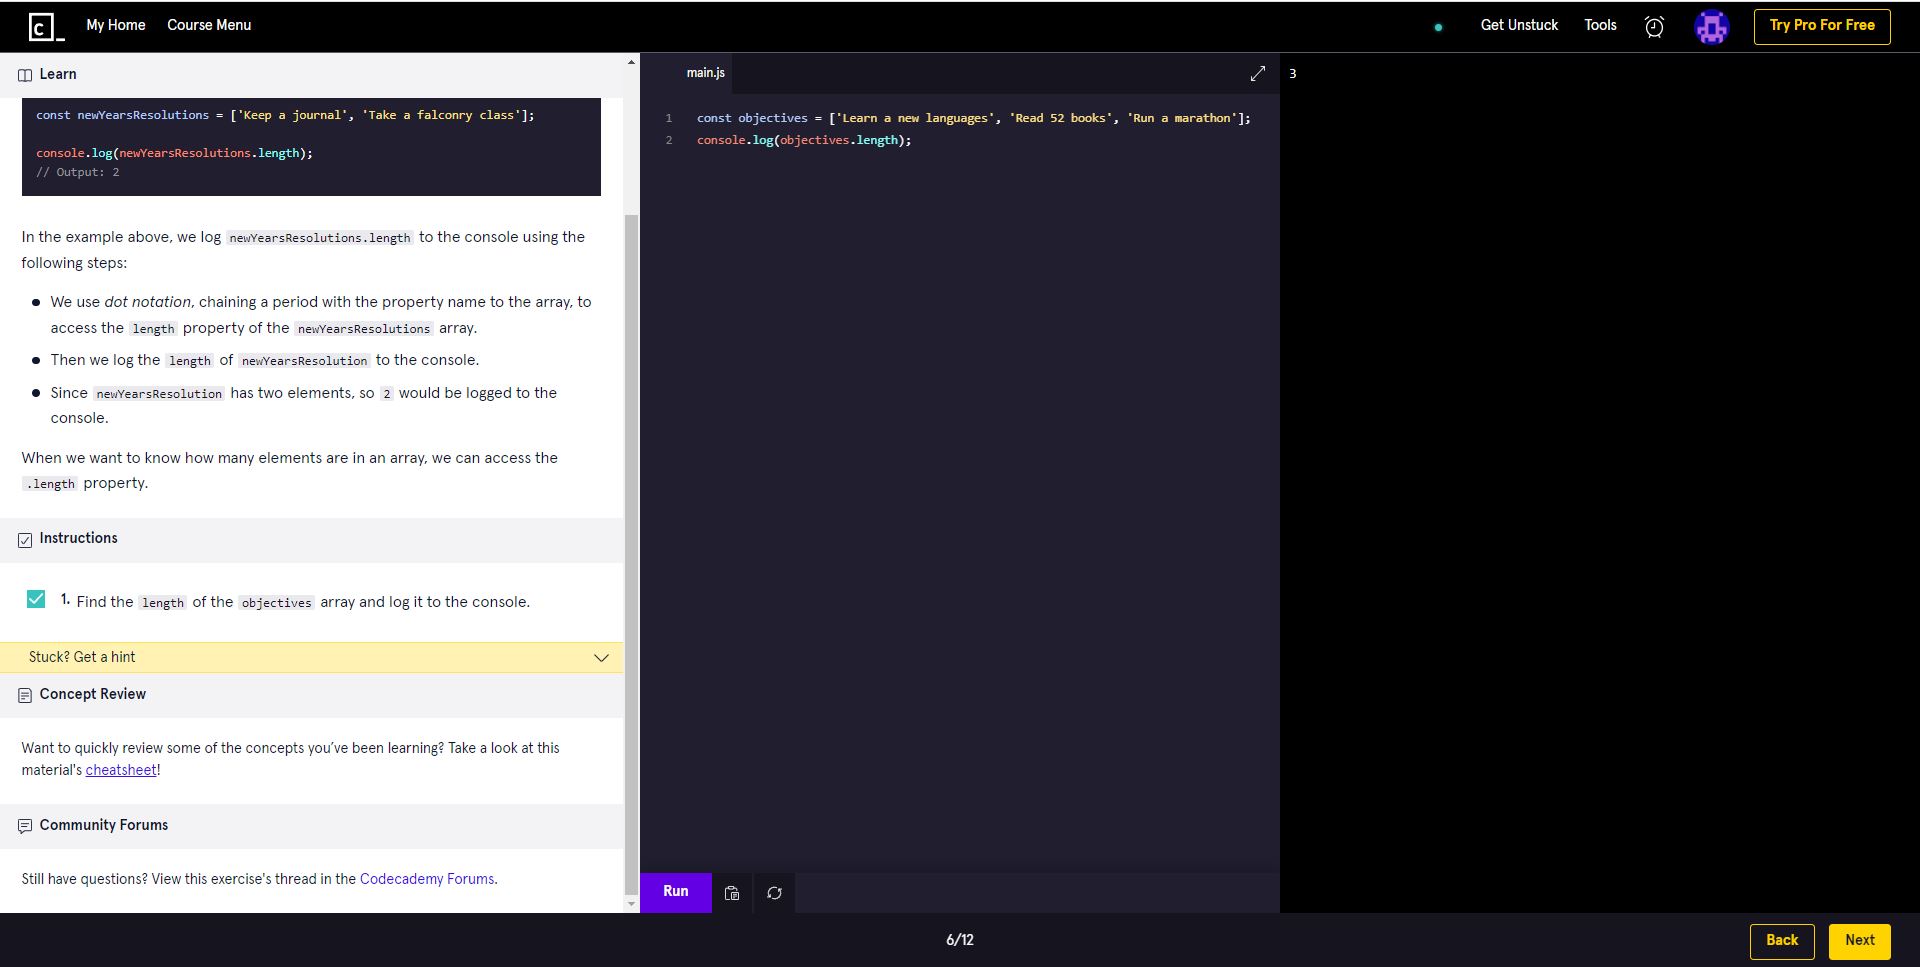 C_ My Home Course Menu Get Unstuck Tools Try Pro For Free
Learn
const newYearsResolutions = ['Keep a journal', 'Take a falconry class'];
console.log(newYearsResolutions.length);
// Output: 2
In the example above, we log newYearsResolutions.length to the console using the
following steps:
We use dot notation, chaining a period with the property name to the array, to
access the length property of the newYearsResolutions array.
Then we log the length of newYearsResolution to the console.
Since newYearsResolution has two elements, so 2 would be logged to the
console.
When we want to know how many elements are in an array, we can access the
.length property.
Instructions
1. Find the length of the objectives array and log it to the console.
Stuck? Get a hint
Concept Review
Want to quickly review some of the concepts you've been learning? Take a look at this
material's cheatsheet!
Community Forums
Still have questions? View this exercise's thread in the Codecademy Forums.
main.js
1 const objectives = ['Learn a new languages', 'Read 52 books', 'Run a marathon'];
2 console.log(objectives.length);
Run
3
6/12
Back Next